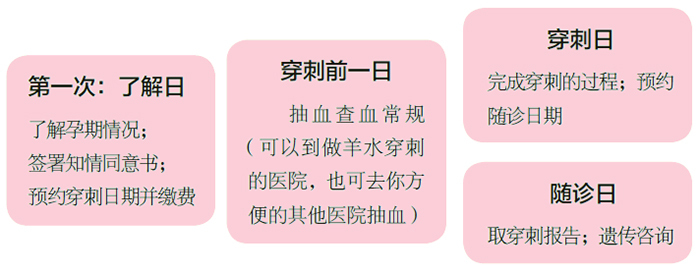 第一次：了解日
了解孕期情况；
签署知情同意书；
预约穿刺日期并缴费
穿刺前一日
抽血查血常规
（可以到做羊水穿刺
的医院，也可去你方
便的其他医院抽血）
穿刺日
完成穿刺的过程；预约
随诊日期
随诊日
取穿刺报告；遗传咨询